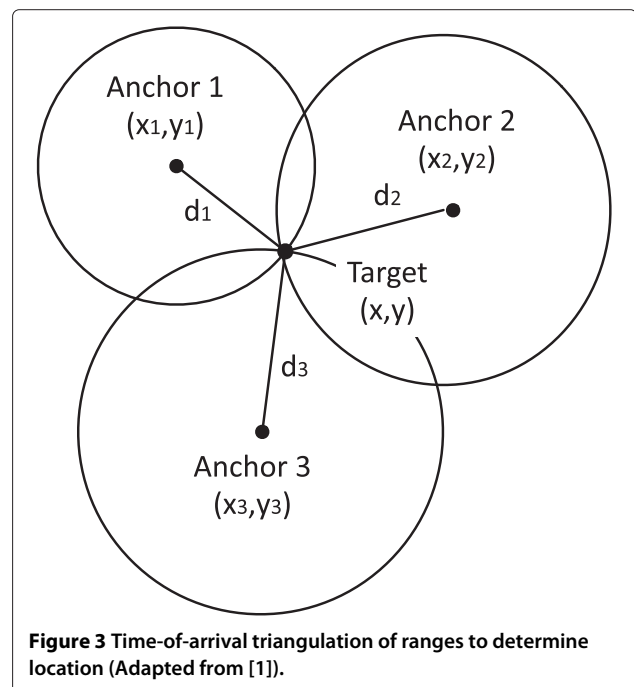 Anchor 1
(x1,y1)
Anchor 2
(x2,y2)
d1
d2
Target
(x,y)
d3
Anchor 3
(x3,y3)
Figure 3 Time-of-arrival triangulation of ranges to determine
location (Adapted from [1]).